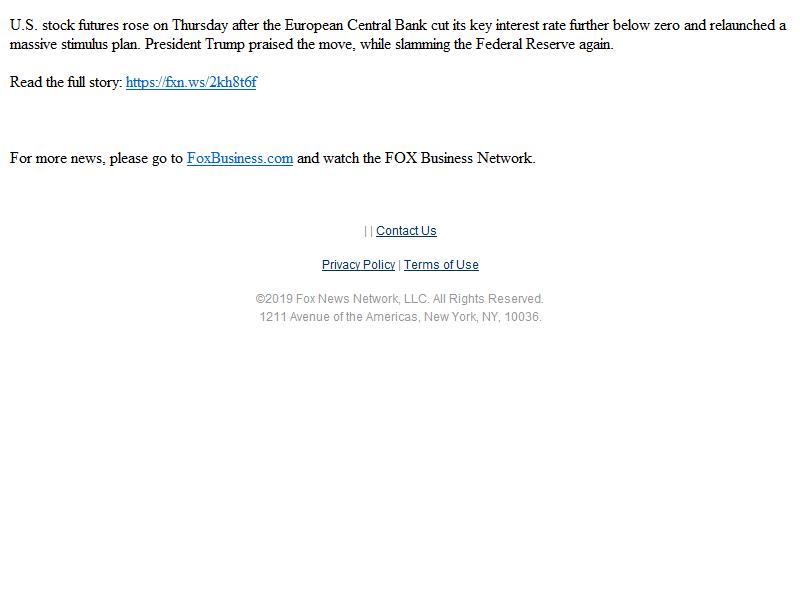 U.S. stock futures rose on Thursday after the European Central Bank cut its key interest rate further below zero and relaunched a
massive stimulus plan. President Trump praised the move, while slamming the Federal Reserve again.
Read the full story: https://fxn.ws/2kh8t6f
For more news, please go to FoxBusiness.com and watch the FOX Business Network.
| | Contact Us
Privacy Policy | Terms of Use
©2019 Fox News Network, LLC. All Rights Reserved.
1211 Avenue of the Americas, New York, NY, 10036.